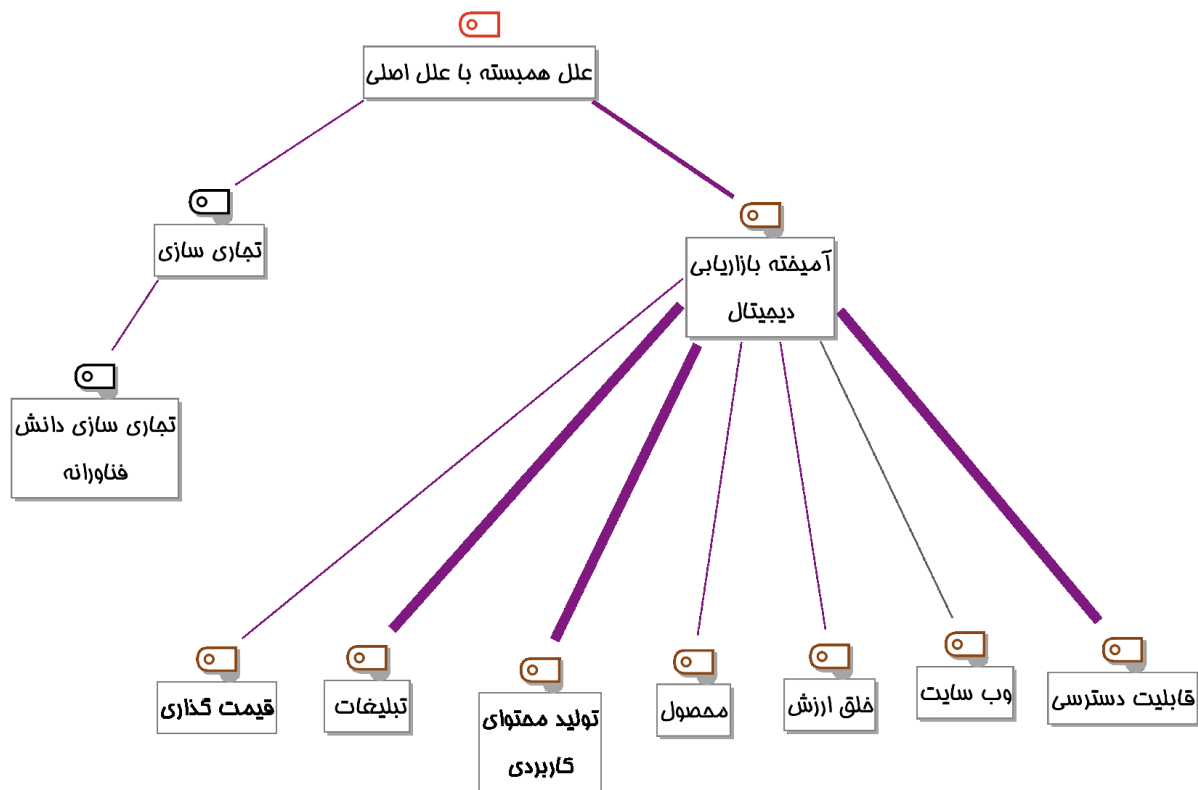 علل همبسته با علل اصلی
تجاری سازی
آمیخته بازاریابی
دیجیتال
تجاری سازی دانش
فناورانه
قابلیت دسترسی
وب سایت
خلق ارزش
محصول
تولید محتوای
کاربردی
تبلیغات
قیمت گذاری